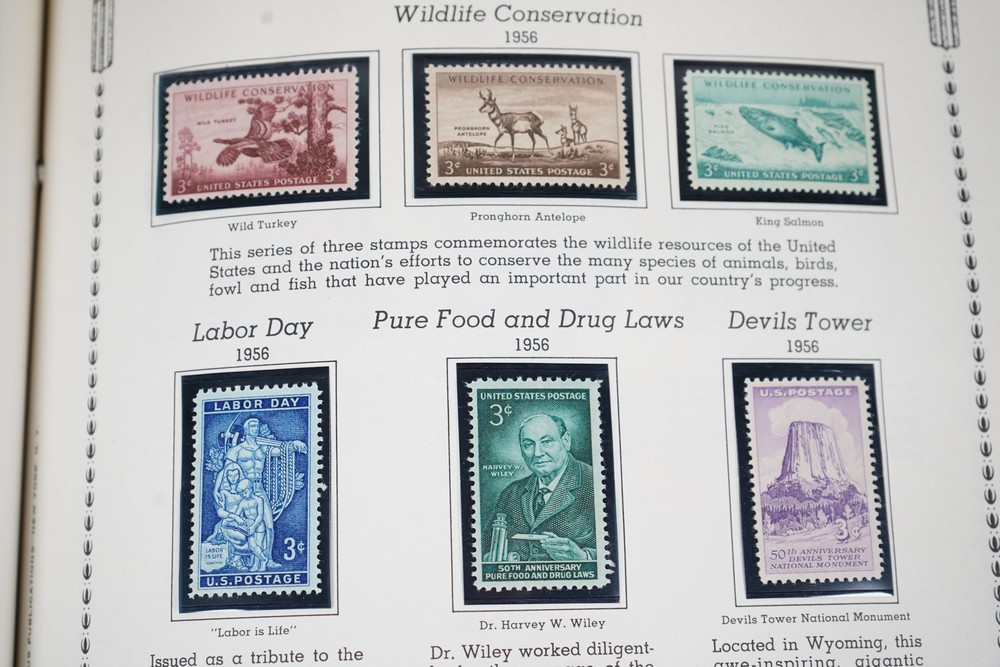 Wildlife Conservation
1956
WILDLIFE CONSERVATION
WILD TURKEY
3¢ 3¢
UNITED STATES POSTAGE
WILDLIFE CONSERVATION
PRONGHORN
ANTELOPE
3¢ 3¢
UNITED STATES POSTAGE
WILDLIFE CONSERVATION
KING
SALMON
3¢ 3¢
UNITED STATES POSTAGE
Wild Turkey
Pronghorn Antelope
King Salmon
This series of three stamps commemorates the wildlife resources of the United
States and the nation's efforts to conserve the many species of animals, birds,
fowl and fish that have played an important part in our country's progress.
Labor Day
1956
Pure Food and Drug Laws
1956
Devils Tower
1956
LABOR DAY
LABOR
IS LIFE
3¢
U.S. POSTAGE
UNITED STATES POSTAGE
3¢
HARVEY W.
WILEY
50TH ANNIVERSARY
PURE FOOD AND DRUG LAWS
U.S. POSTAGE
3¢
50th ANNIVERSARY
DEVILS TOWER
NATIONAL MONUMENT
"Labor is Life"
Dr. Harvey W. Wiley
Devils Tower National Monument
Issued as a tribute to the
Dr. Wiley worked diligent-
of the
Located in Wyoming, this
awe-inspiring, gigantic
PUBLICATIONS NEW YORK